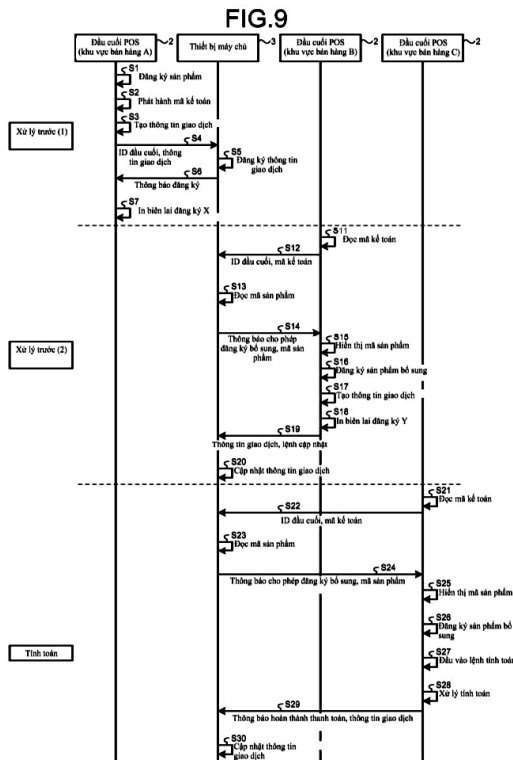 FIG.9
Đầu cuối POS
(khu vực bán hàng A)
2
Thiết bị máy chủ
3
Đầu cuối POS
(khu vực bán hàng B)
2
Đầu cuối POS
(khu vực bán hàng C)
2
Xử lý trước (1)
S1
Đăng ký sản phẩm
S2
Phát hành mã kế toán
S3
Tạo thông tin giao dịch
S4
ID đầu cuối, thông
tin giao dịch
S5
Đăng ký thông tin
giao dịch
S6
Thông báo đăng ký
S7
In biên lai đăng ký X
Xử lý trước (2)
S11
Đọc mã kế toán
S12
ID đầu cuối, mã kế toán
S13
Đọc mã sản phẩm
S14
Thông báo cho phép
đăng ký bổ sung, mã sản
phẩm
S15
Hiển thị mã sản phẩm
S16
Đăng ký sản phẩm bổ sung
S17
Tạo thông tin giao dịch
S18
In biên lai đăng ký Y
S19
Thông tin giao dịch, lệnh cập nhật
S20
Cập nhật thông tin giao dịch
Tính toán
S21
Đọc mã kế toán
S22
ID đầu cuối, mã kế toán
S23
Đọc mã sản phẩm
S24
Thông báo cho phép đăng ký bổ sung, mã sản phẩm
S25
Hiển thị mã sản phẩm
S26
Đăng ký sản phẩm bổ
sung
S27
Đầu vào lệnh tính toán
S28
Xử lý tính toán
S29
Thông báo hoàn thành thanh toán, thông tin giao dịch
S30
Cập nhật thông tin
giao dịch